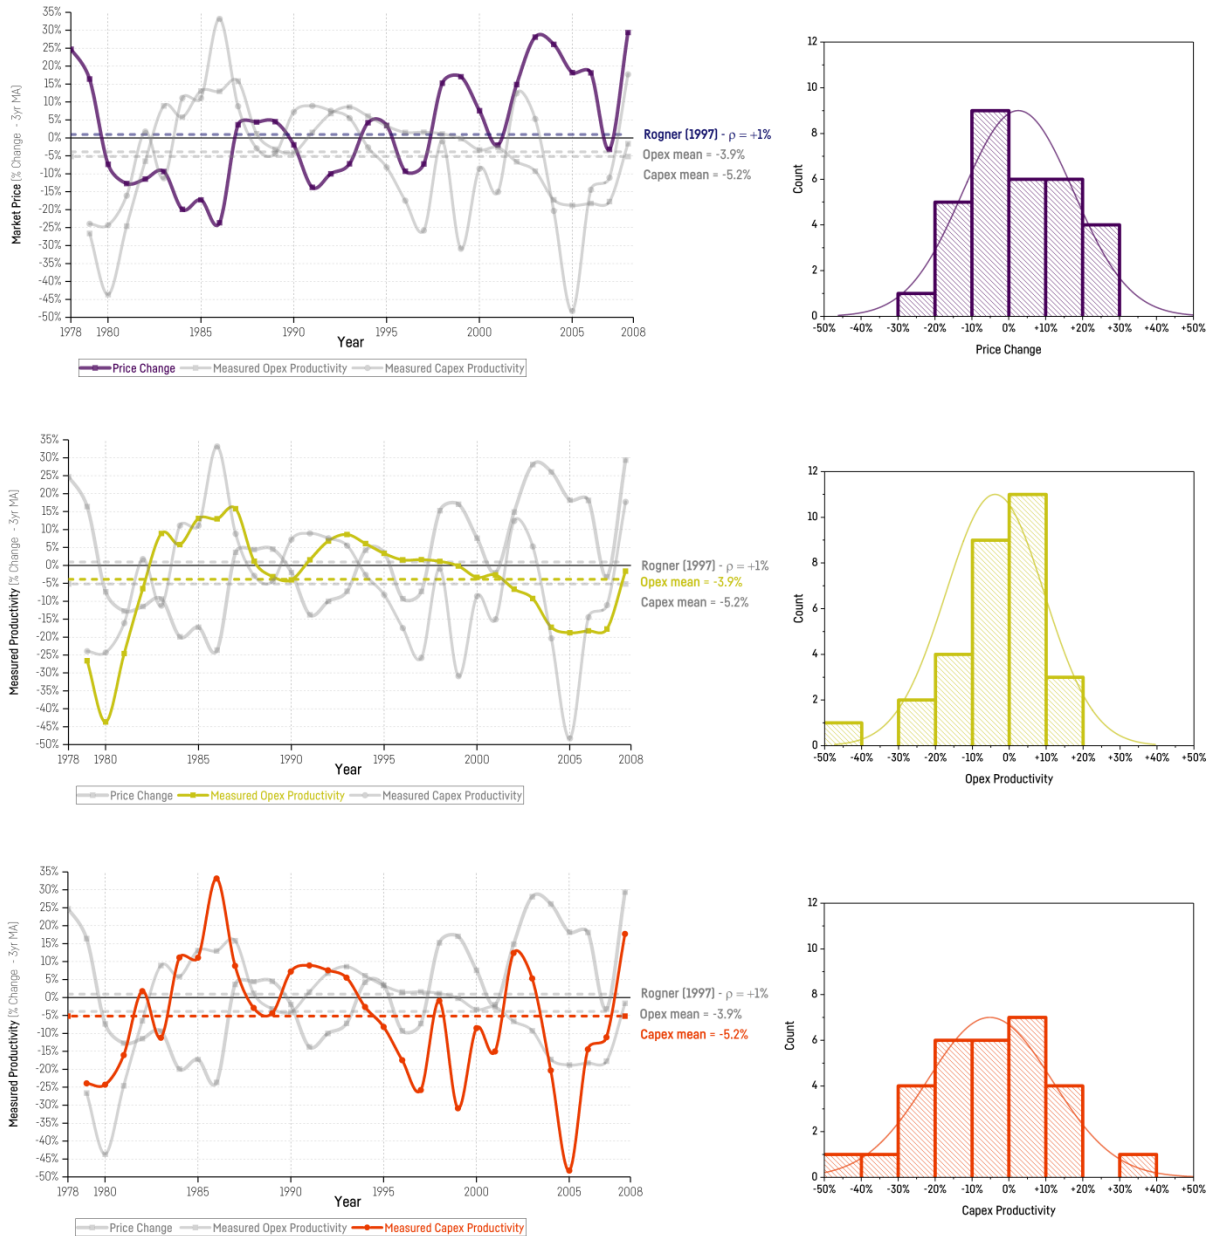 35%
30%
25%
20%
15%
10%
5%
0%
-5%
-10%
-15%
-20%
-25%
-30%
-35%
-40%
-45%
-50%
Market Price [% Change - 3yr MA]
1978 1980 1985 1990 1995 2000 2005 2008
Year
Rogner (1997) - ρ = +1%
Opex mean = -3.9%
Capex mean = -5.2%
Price Change Measured Opex Productivity Measured Capex Productivity
12
10
8
6
4
2
0
Count
-50% -40% -30% -20% -10% 0% +10% +20% +30% +40% +50%
Price Change
35%
30%
25%
20%
15%
10%
5%
0%
-5%
-10%
-15%
-20%
-25%
-30%
-35%
-40%
-45%
-50%
Measured Productivity [% Change - 3yr MA]
1978 1980 1985 1990 1995 2000 2005 2008
Year
Rogner (1997) - ρ = +1%
Opex mean = -3.9%
Capex mean = -5.2%
Price Change Measured Opex Productivity Measured Capex Productivity
12
10
8
6
4
2
0
Count
-50% -40% -30% -20% -10% 0% +10% +20% +30% +40% +50%
Opex Productivity
35%
30%
25%
20%
15%
10%
5%
0%
-5%
-10%
-15%
-20%
-25%
-30%
-35%
-40%
-45%
-50%
Measured Productivity [% Change - 3yr MA]
1978 1980 1985 1990 1995 2000 2005 2008
Year
Rogner (1997) - ρ = +1%
Opex mean = -3.9%
Capex mean = -5.2%
Price Change Measured Opex Productivity Measured Capex Productivity
12
10
8
6
4
2
0
Count
-50% -40% -30% -20% -10% 0% +10% +20% +30% +40% +50%
Capex Productivity